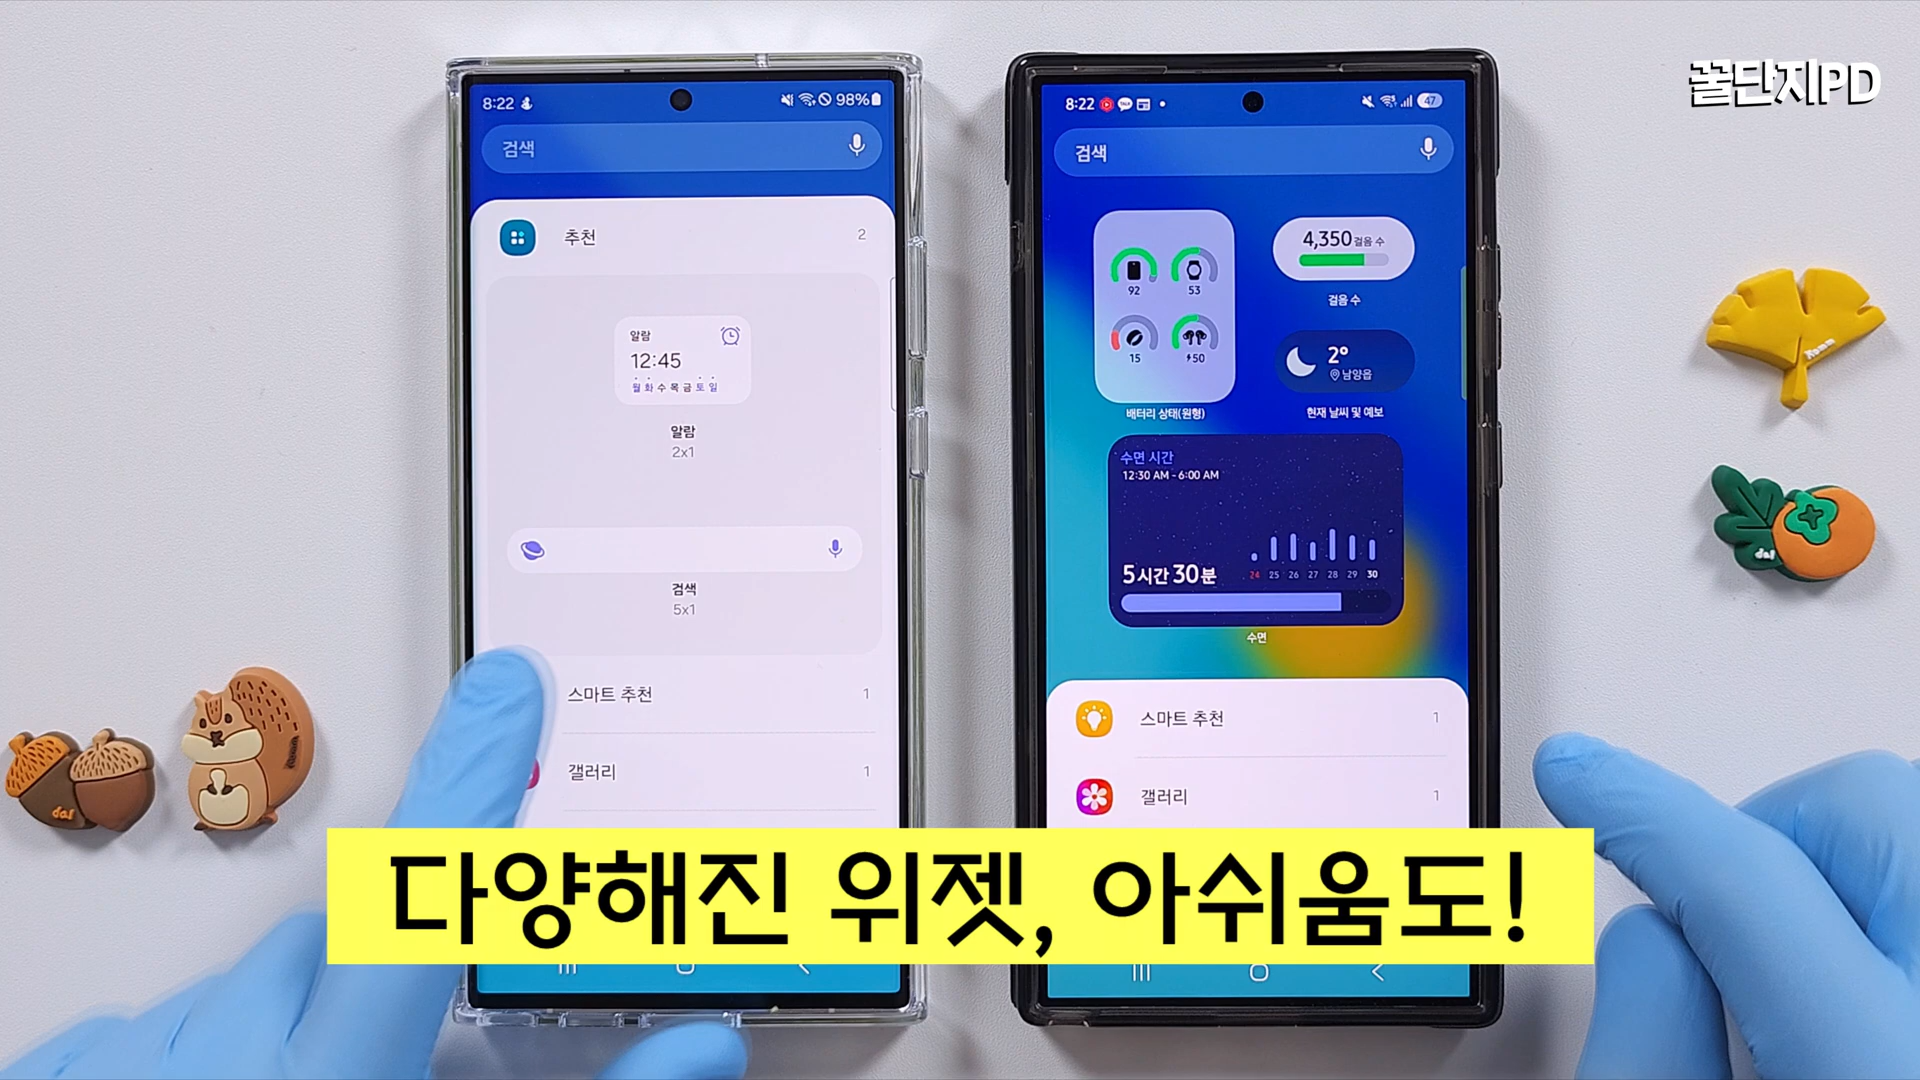 꿀단지PD
8:22
98%
검색
추천
2
알람
12:45
월 화 수 목 금 토 일
알람
2x1
검색
5x1
스마트 추천
1
갤러리
1
8:22
47
검색
92
53
15
50
배터리 상태(원형)
4,350걸음 수
걸음 수
2°
남양읍
현재 날씨 및 예보
수면 시간
12:30 AM - 6:00 AM
5시간 30분
24 25 26 27 28 29 30
수면
스마트 추천
1
갤러리
1
dal
dal
다양해진 위젯, 아쉬움도!